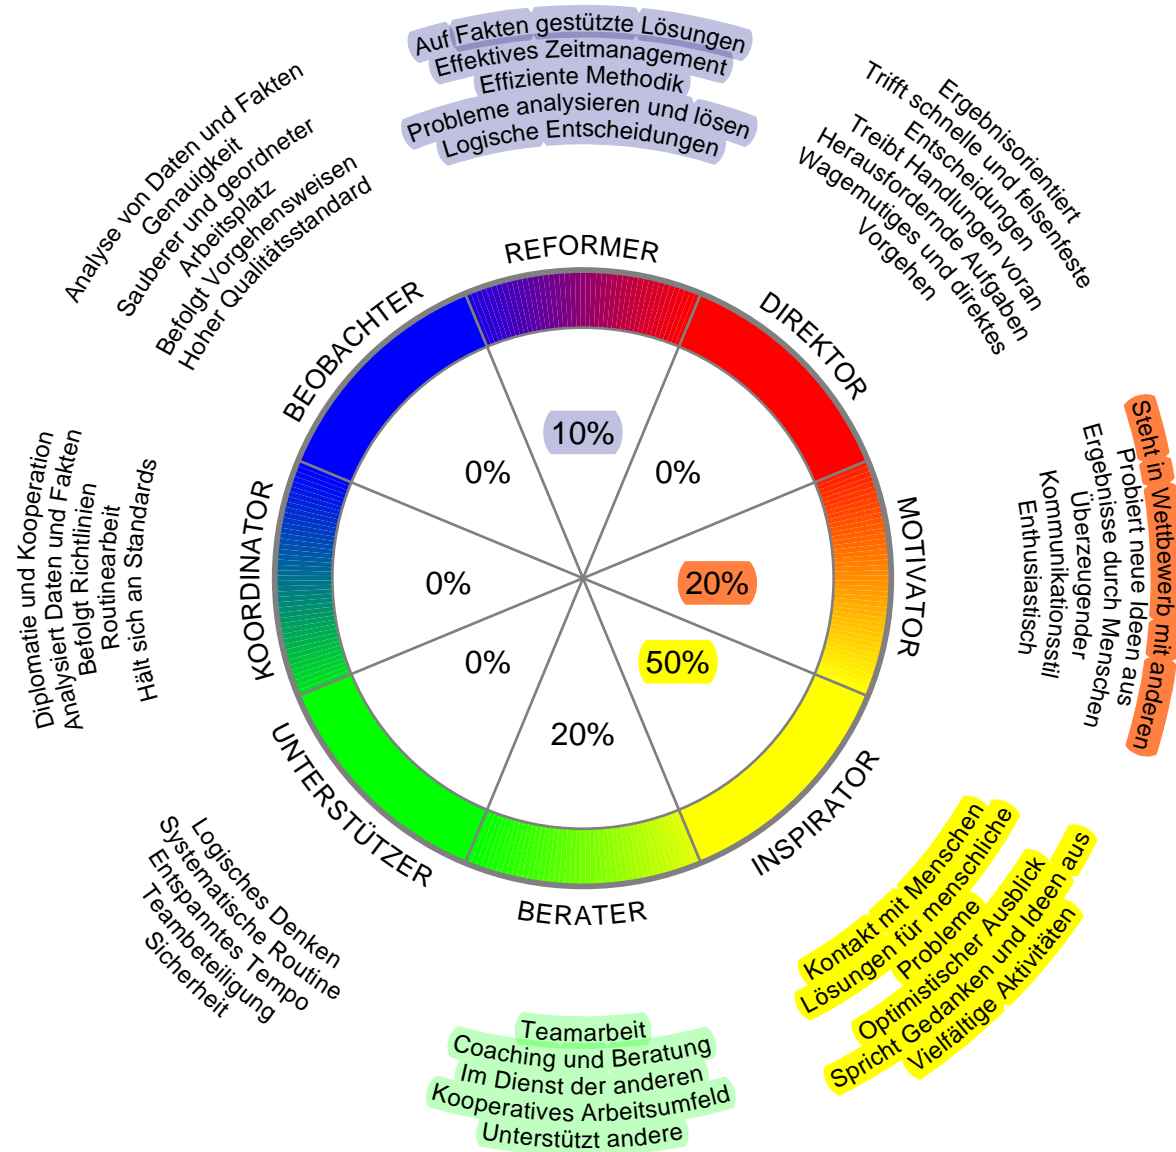 Auf Fakten gestützte Lösungen
Effektives Zeitmanagement
Effiziente Methodik
Probleme analysieren und lösen
Logische Entscheidungen
Ergebnisorientiert
Trifft schnelle und felsenfeste
Entscheidungen
Treibt Handlungen voran
Herausfordernde Aufgaben
Wagemutiges und direktes
Vorgehen
Steht in Wettbewerb mit anderen
Probiert neue Ideen aus
Ergebnisse durch Menschen
Überzeugender
Kommunikationsstil
Enthusiastisch
Kontakt mit Menschen
Lösungen für menschliche
Probleme
Optimistischer Ausblick
Spricht Gedanken und Ideen aus
Vielfältige Aktivitäten
Teamarbeit
Coaching und Beratung
Im Dienst der anderen
Kooperatives Arbeitsumfeld
Unterstützt andere
Logisches Denken
Systematische Routine
Entspanntes Tempo
Teambeteiligung
Sicherheit
Diplomatie und Kooperation
Analysiert Daten und Fakten
Befolgt Richtlinien
Routinearbeit
Hält sich an Standards
Analyse von Daten und Fakten
Genauigkeit
Sauberer und geordneter
Arbeitsplatz
Befolgt Vorgehensweisen
Hoher Qualitätsstandard
REFORMER
DIREKTOR
MOTIVATOR
INSPIRATOR
BERATER
UNTERSTÜTZER
KOORDINATOR
BEOBACHTER
10%
0%
20%
50%
20%
0%
0%
0%